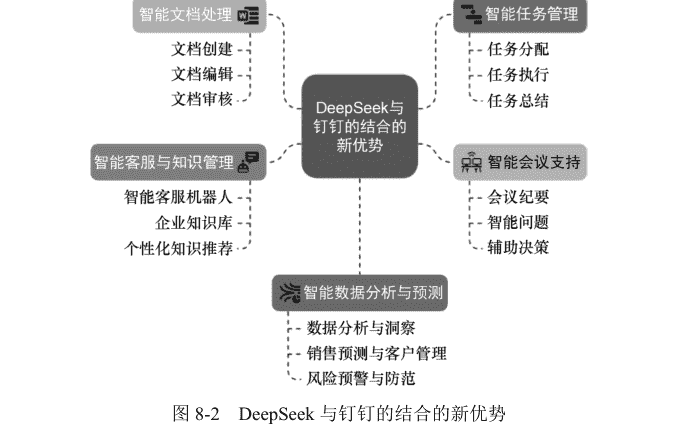 智能文档处理
文档创建
文档编辑
文档审核
智能任务管理
任务分配
任务执行
任务总结
DeepSeek与
钉钉的结合的
新优势
智能客服与知识管理
智能客服机器人
企业知识库
个性化知识推荐
智能会议支持
会议纪要
智能问题
辅助决策
智能数据分析与预测
数据分析与洞察
销售预测与客户管理
风险预警与防范
图 8-2 DeepSeek 与钉钉的结合的新优势